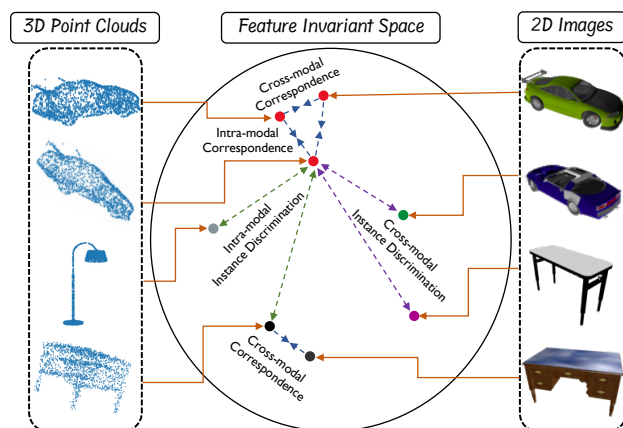 3D Point Clouds
Feature Invariant Space
2D Images
Cross-modal
Correspondence
Intra-modal
Correspondence
Intra-modal
Instance Discrimination
Cross-modal
Instance Discrimination
Cross-modal
Correspondence